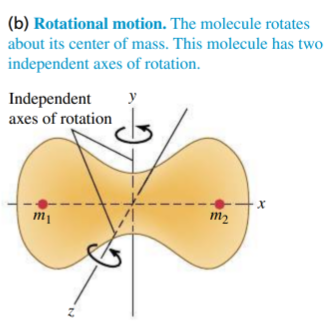 (b) Rotational motion. The molecule rotates
about its center of mass. This molecule has two
independent axes of rotation.
Independent
axes of rotation
y
m₁
m₂
x
z